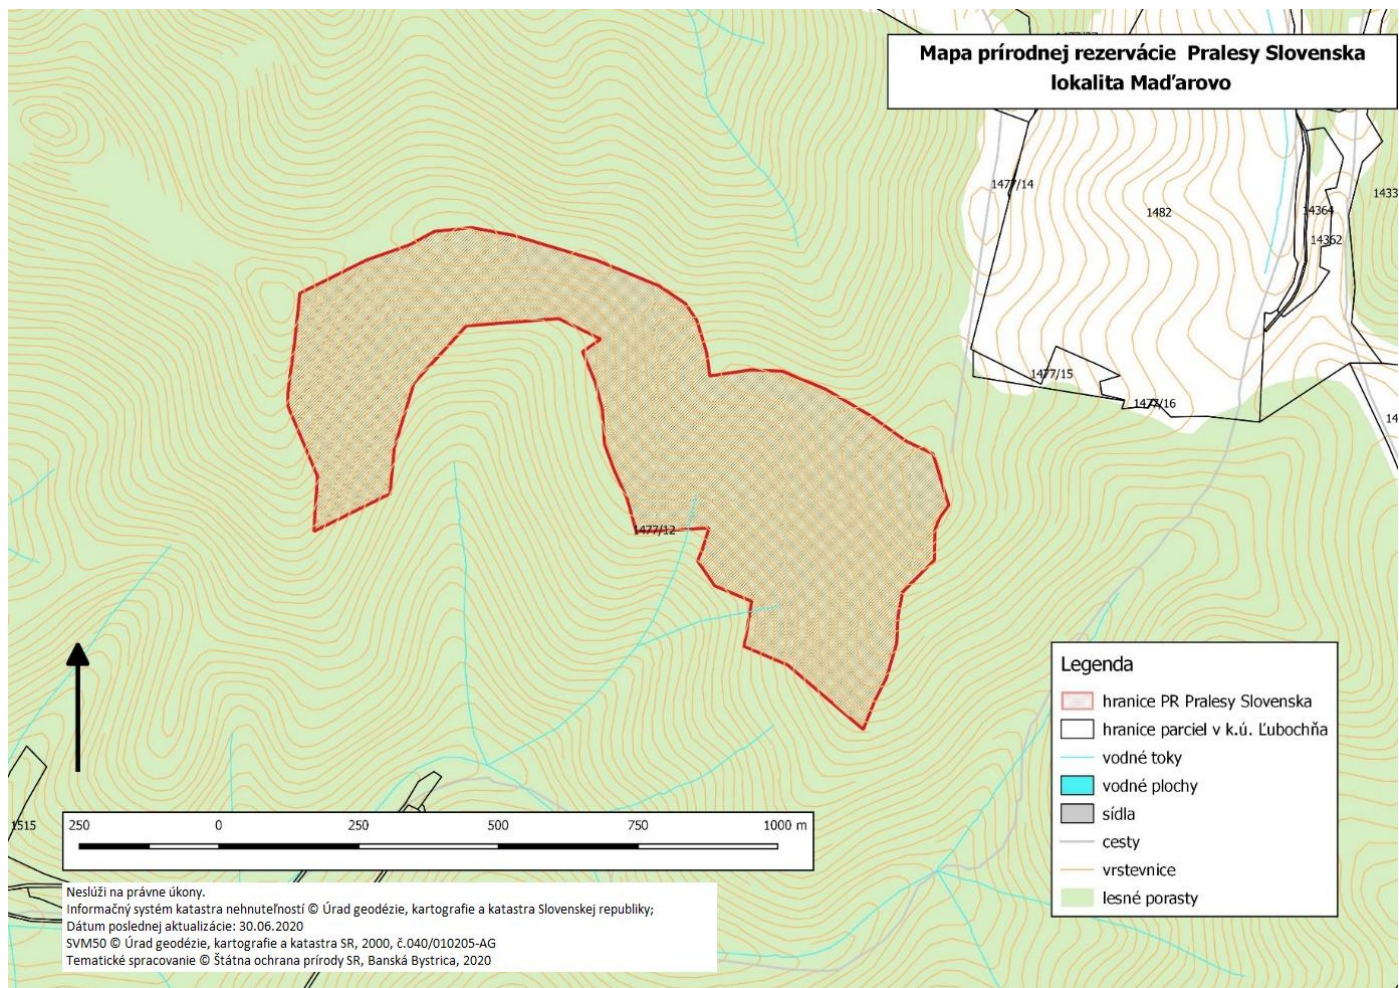 Mapa prírodnej rezervácie Pralesy Slovenska
lokalita Maďarovo
1477/14
1482
14364
14362
1433
1477/15
1477/16
14
1477/12
Legenda
hranice PR Pralesy Slovenska
hranice parciel v k.ú. Ľubochňa
vodné toky
vodné plochy
sídla
cesty
vrstevnice
lesné porasty
1515
250 0 250 500 750 1000 m
Neslúži na právne úkony.
Informačný systém katastra nehnuteľností © Úrad geodézie, kartografie a katastra Slovenskej republiky;
Dátum poslednej aktualizácie: 30.06.2020
SVM50 © Úrad geodézie, kartografie a katastra SR, 2000, č.040/010205-AG
Tematické spracovanie © Štátna ochrana prírody SR, Banská Bystrica, 2020